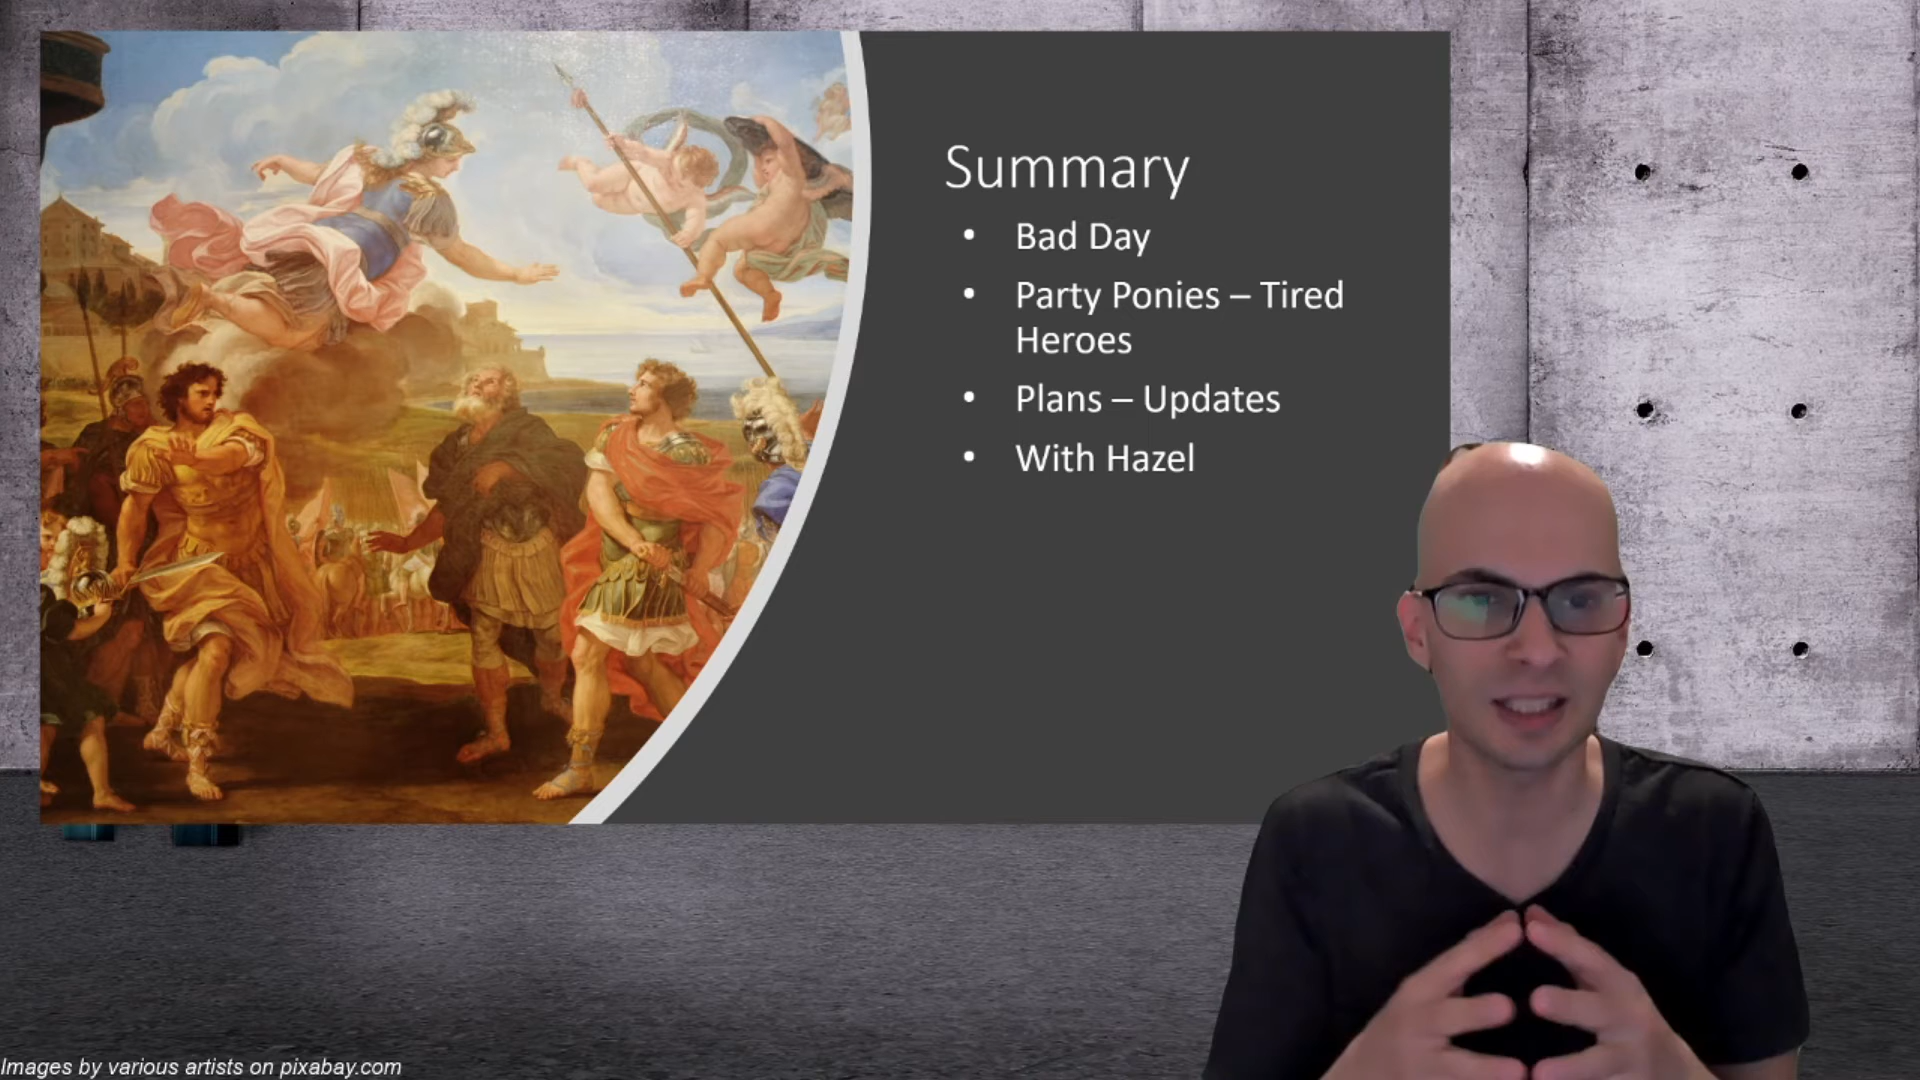 Summary
• Bad Day
• Party Ponies – Tired
Heroes
• Plans – Updates
• With Hazel
Images by various artists on pixabay.com